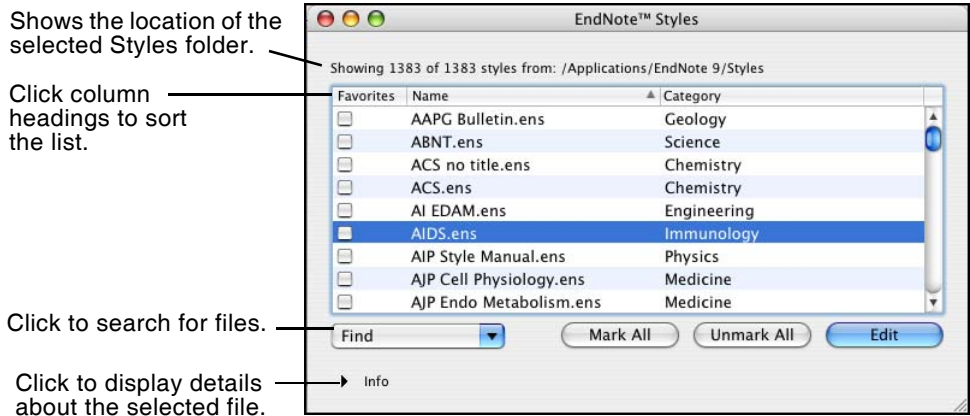 Shows the location of the
selected Styles folder.
EndNote™ Styles
Showing 1383 of 1383 styles from: /Applications/EndNote 9/Styles
Click column
headings to sort
the list.
Favorites Name Category
AAPG Bulletin.ens Geology
ABNT.ens Science
ACS no title.ens Chemistry
ACS.ens Chemistry
AI EDAM.ens Engineering
AIDS.ens Immunology
AIP Style Manual.ens Physics
AJP Cell Physiology.ens Medicine
AJP Endo Metabolism.ens Medicine
Click to search for files.
Find Mark All Unmark All Edit
Click to display details
about the selected file.
Info